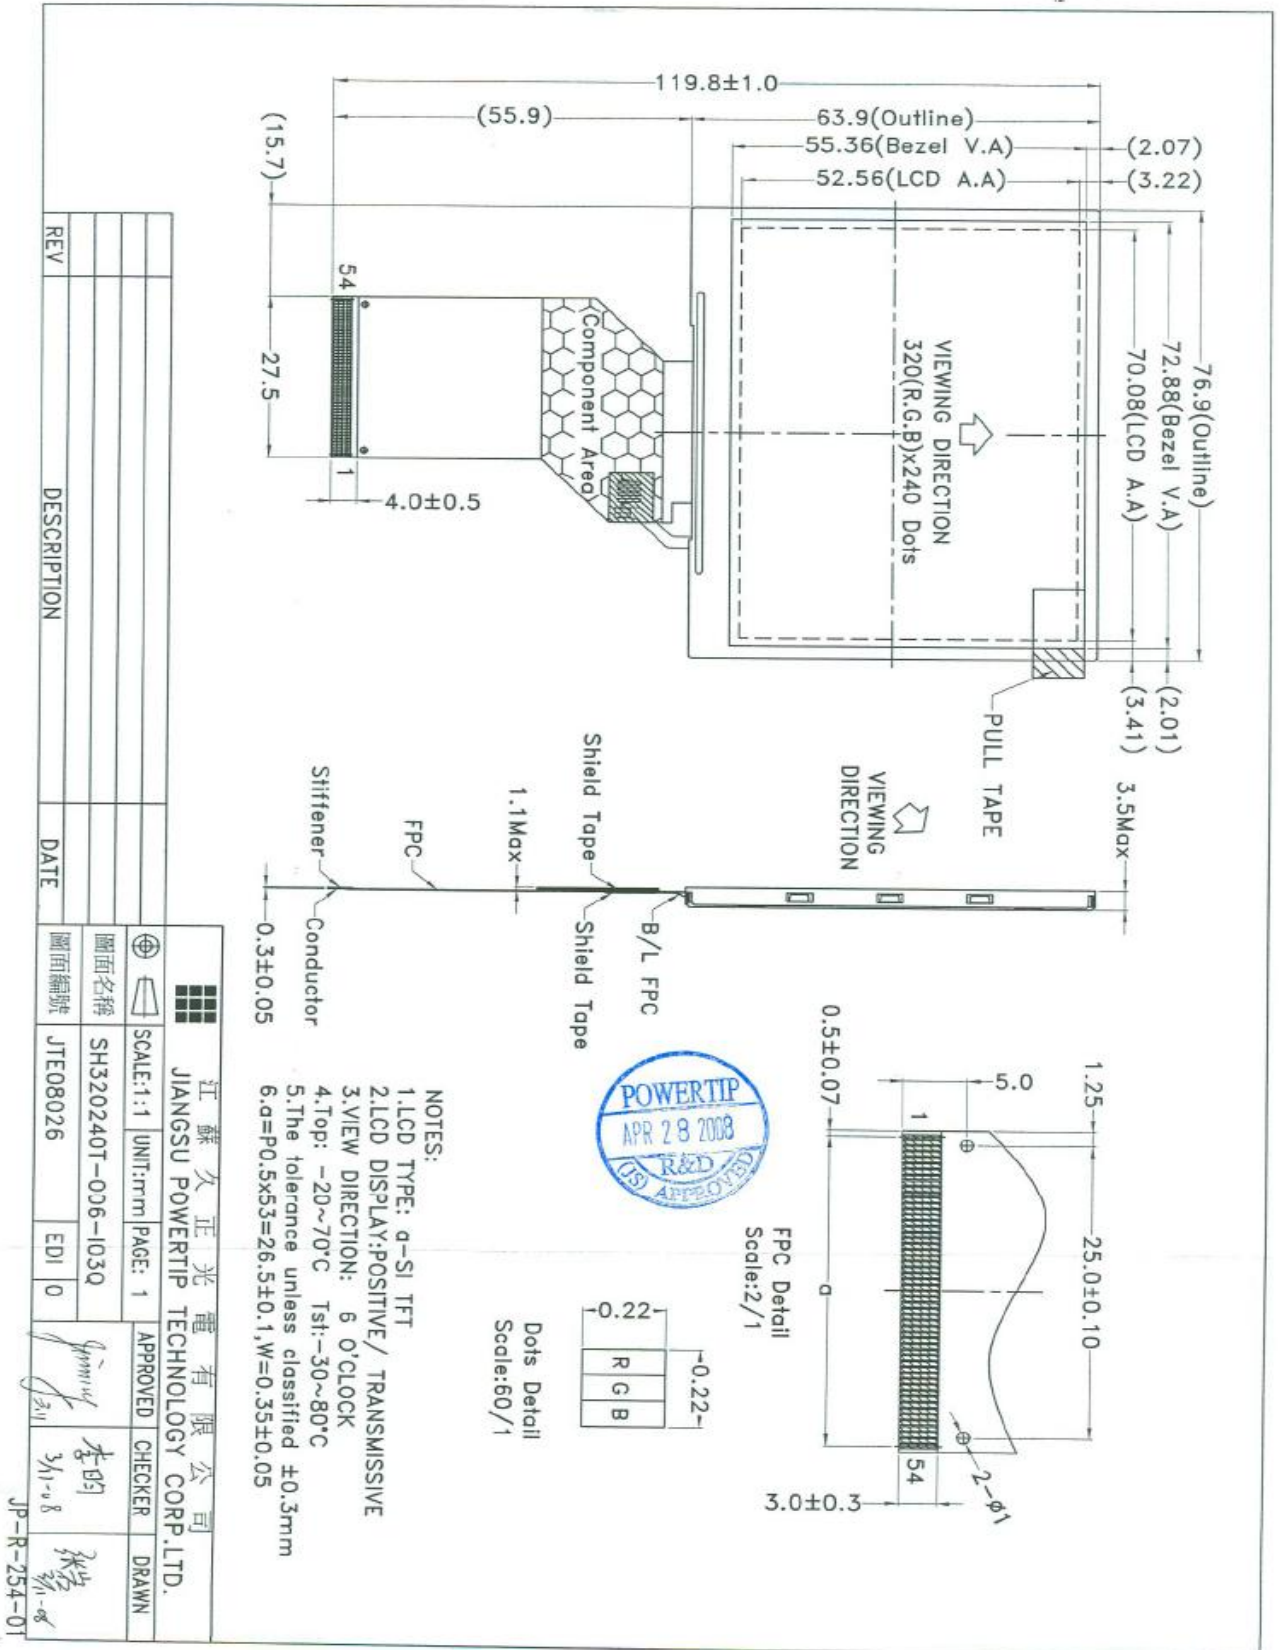 76.9(Outline)
72.88(Bezel V.A)
70.08(LCD A.A)
(2.01)
(3.41)
3.5Max
(2.07)
(3.22)
119.8±1.0
63.9(Outline)
55.36(Bezel V.A)
52.56(LCD A.A)
(55.9)
(15.7)
27.5
4.0±0.5
54
1
VIEWING DIRECTION
320(R.G.B)x240 Dots
Component Area
PULL TAPE
VIEWING
DIRECTION
Shield Tape
1.1Max
FPC
Stiffener
B/L FPC
Shield Tape
Conductor
0.3±0.05
1.25
25.0±0.10
5.0
0.5±0.07
1
a
54
2-ø1
3.0±0.3
FPC Detail
Scale:2/1
POWERTIP
APR 28 2008
R&D
(JS) APPROVED
0.22
0.22
R
G
B
Dots Detail
Scale:60/1
NOTES:
1.LCD TYPE: a-SI TFT
2.LCD DISPLAY:POSITIVE/ TRANSMISSIVE
3.VIEW DIRECTION: 6 O'CLOCK
4.Top: -20~70°C Tst:-30~80°C
5.The tolerance unless classified ±0.3mm
6.a=P0.5x53=26.5±0.1,W=0.35±0.05
REV DESCRIPTION DATE
江蘇久正光電有限公司
JIANGSU POWERTIP TECHNOLOGY CORP.LTD.
SCALE:1:1 UNIT:mm PAGE: 1 APPROVED CHECKER DRAWN
圖面名稱 SH320240T-006-I03Q
圖面編號 JTE08026 EDI 0
3/11-08
JP-R-254-01